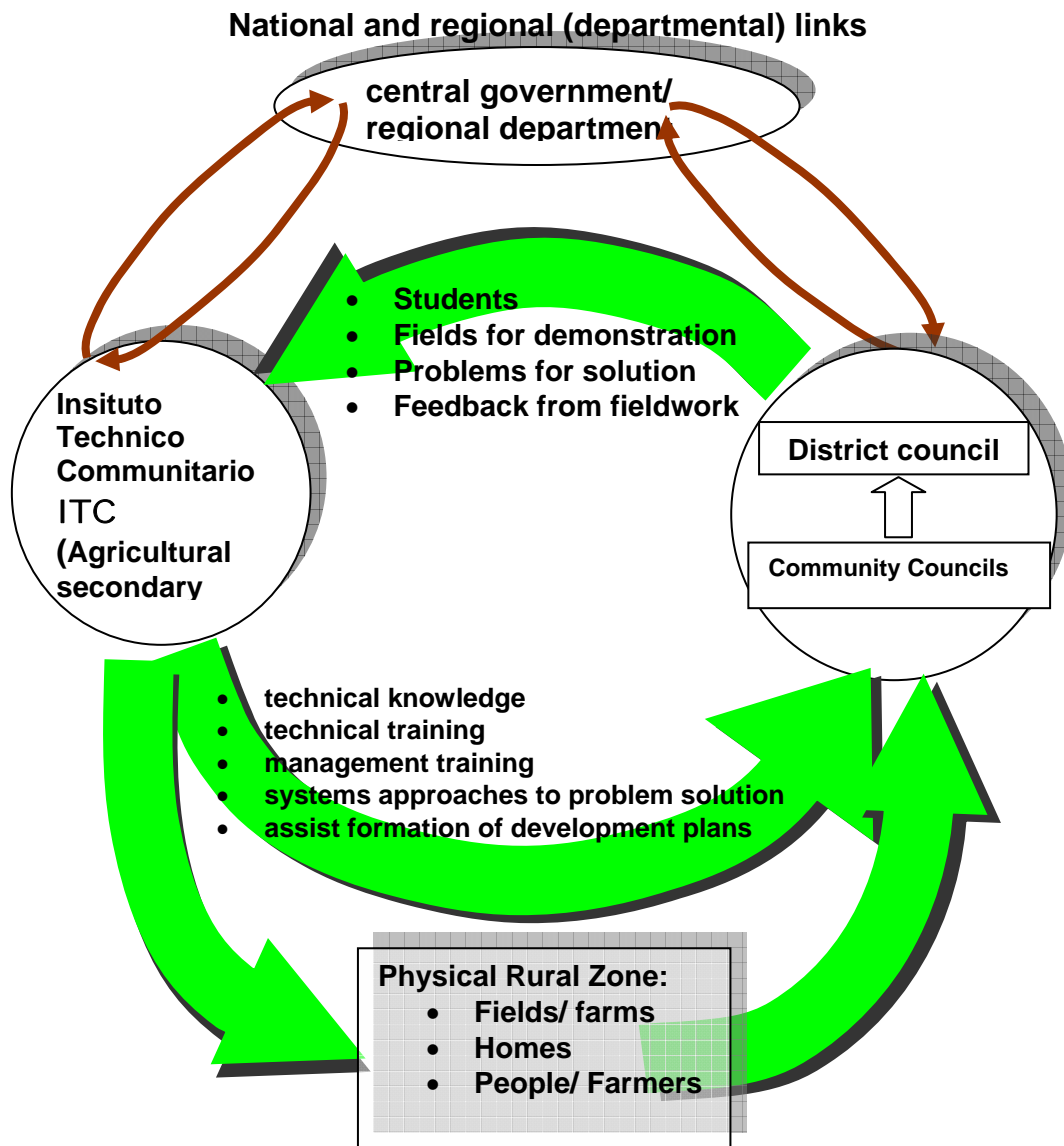 National and regional (departmental) links
central government/
regional department
• Students
• Fields for demonstration
• Problems for solution
• Feedback from fieldwork
Insituto
Technico
Communitario
ITC
(Agricultural
secondary
District council
Community Councils
• technical knowledge
• technical training
• management training
• systems approaches to problem solution
• assist formation of development plans
Physical Rural Zone:
• Fields/ farms
• Homes
• People/ Farmers